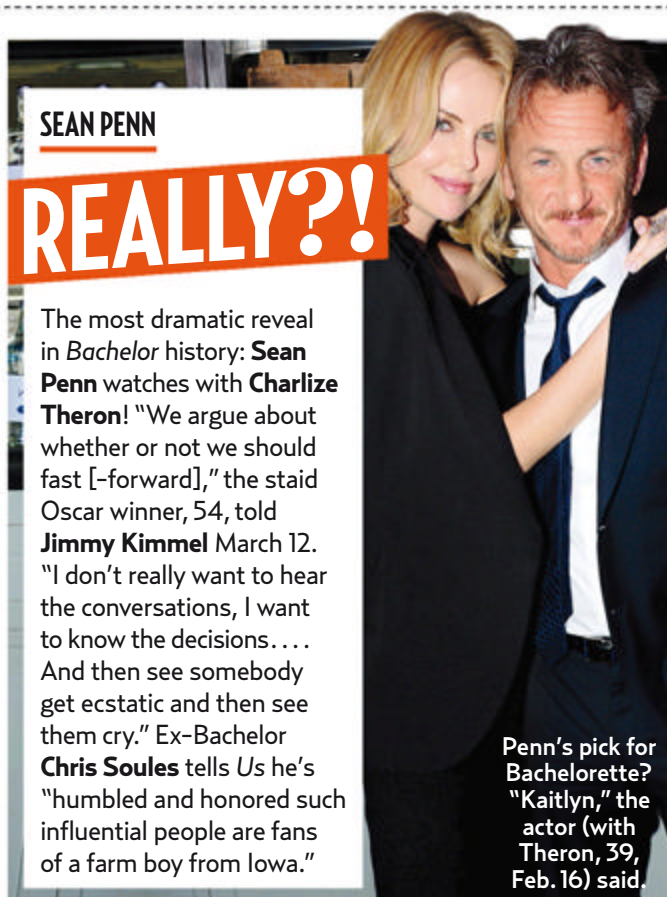 SEAN PENN
REALLY?!
The most dramatic reveal
in Bachelor history: Sean
Penn watches with Charlize
Theron! “We argue about
whether or not we should
fast [-forward],” the staid
Oscar winner, 54, told
Jimmy Kimmel March 12.
“I don’t really want to hear
the conversations, I want
to know the decisions....
And then see somebody
get ecstatic and then see
them cry.” Ex-Bachelor
Chris Soules tells Us he’s
“humbled and honored such
influential people are fans
of a farm boy from Iowa.”
Penn’s pick for
Bachelorette?
“Kaitlyn,” the
actor (with
Theron, 39,
Feb. 16) said.